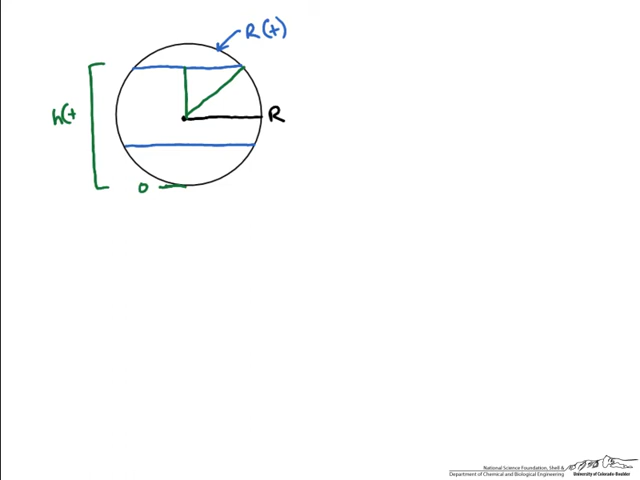 R(t)
h(t
R
0
National Science Foundation, Shell &
Department of Chemical and Biological Engineering
University of Colorado Boulder